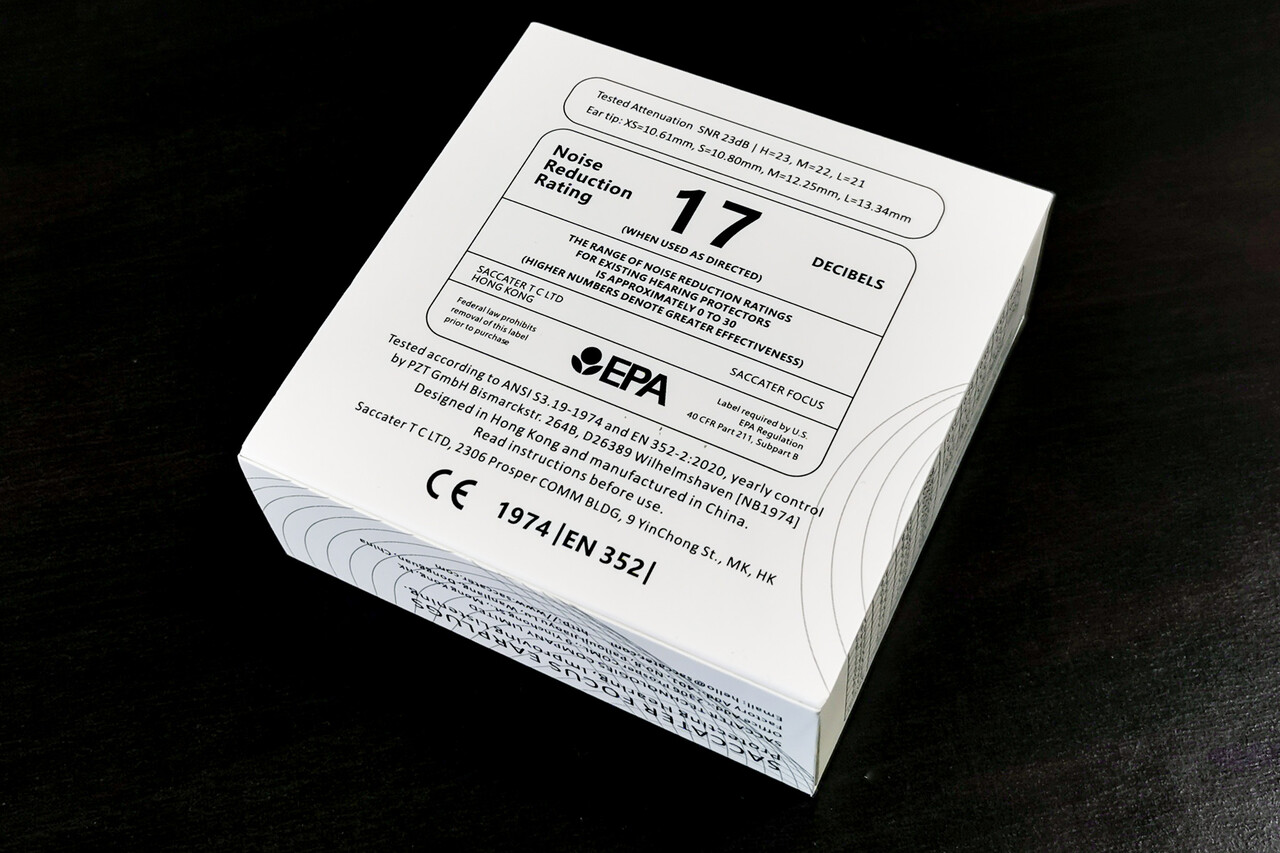 Tested Attenuation SNR 23dB | H=23, M=22, L=21
Ear tip: XS=10.61mm, S=10.80mm, M=12.25mm, L=13.34mm
Noise
Reduction
Rating
17
DECIBELS
(WHEN USED AS DIRECTED)
THE RANGE OF NOISE REDUCTION RATINGS
FOR EXISTING HEARING PROTECTORS
IS APPROXIMATELY 0 TO 30
(HIGHER NUMBERS DENOTE GREATER EFFECTIVENESS)
SACCATER T C LTD
HONG KONG
SACCATER FOCUS
Federal law prohibits
removal of this label
prior to purchase
EPA
Label required by U.S.
EPA Regulation
40 CFR Part 211, Subpart B
Tested according to ANSI S3.19-1974 and EN 352-2:2020, yearly control
by PZT GmbH Bismarckstr. 264B, D26389 Wilhelmshaven [NB1974]
Designed in Hong Kong and manufactured in China.
Read instructions before use.
Saccater T C LTD, 2306 Prosper COMM BLDG, 9 YinChong St., MK, HK
CE 1974|EN 352|
SACCATER FOCUS EARPLUGS